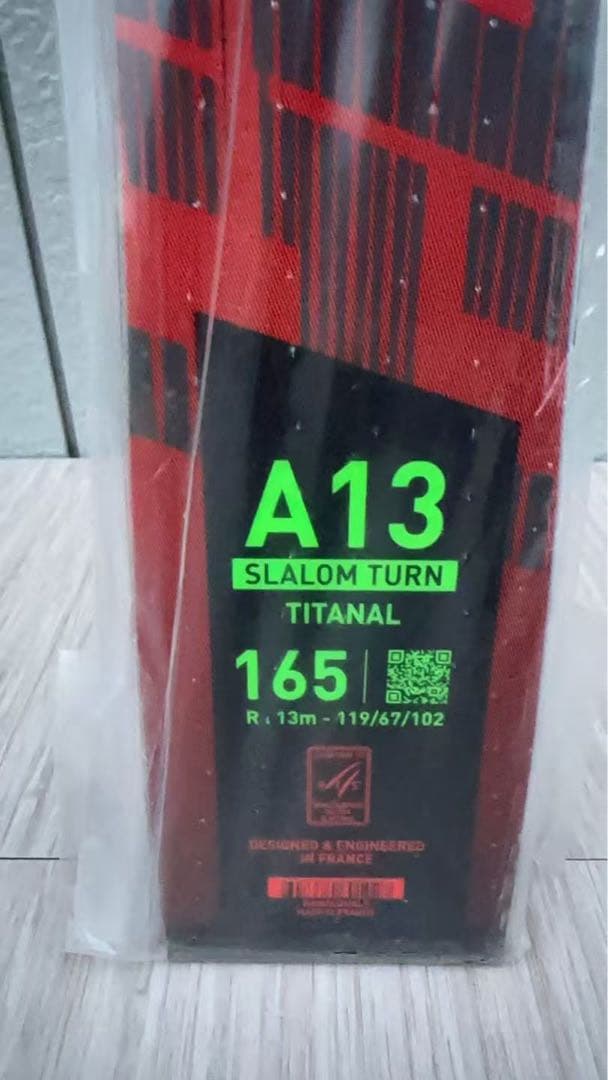 A13
SLALOM TURN
TITANAL
165
R : 13m - 119/67/102
DESIGNED & ENGINEERED
IN FRANCE